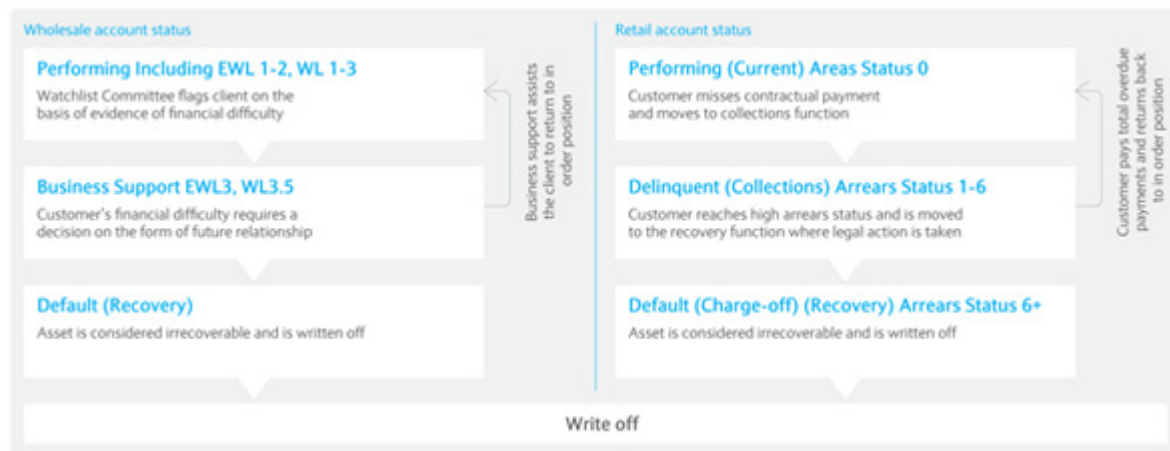 Wholesale account status
Performing Including EWL 1-2, WL 1-3
Watchlist Committee flags client on the
basis of evidence of financial difficulty
Business Support EWL3, WL3.5
Customer's financial difficulty requires a
decision on the form of future relationship
Default (Recovery)
Asset is considered irrecoverable and is written off
Business support assists
the client to return to in
order position
Retail account status
Performing (Current) Areas Status 0
Customer misses contractual payment
and moves to collections function
Delinquent (Collections) Arrears Status 1-6
Customer reaches high arrears status and is moved
to the recovery function where legal action is taken
Default (Charge-off) (Recovery) Arrears Status 6+
Asset is considered irrecoverable and is written off
Customer pays total overdue
payments and returns back
to in order position
Write off